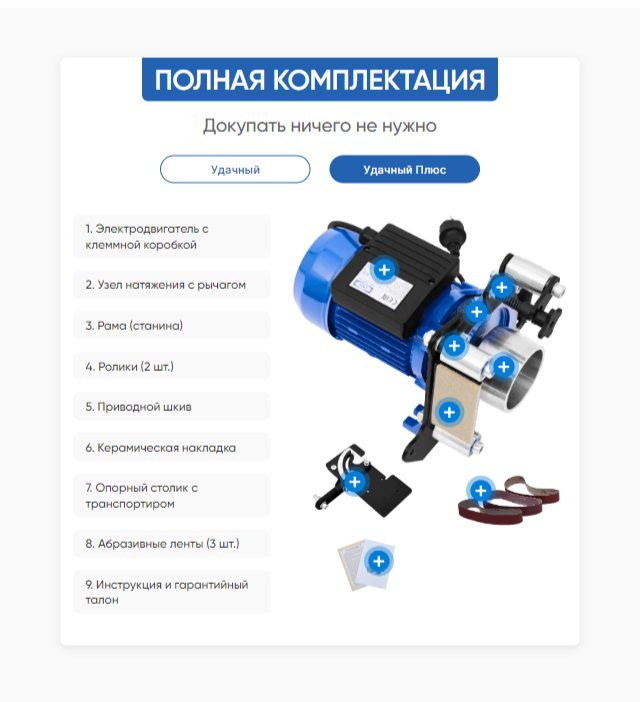 ПОЛНАЯ КОМПЛЕКТАЦИЯ
Докупать ничего не нужно
Удачный
Удачный Плюс
1. Электродвигатель с
клеммной коробкой
2. Узел натяжения с рычагом
3. Рама (станина)
4. Ролики (2 шт.)
5. Приводной шкив
6. Керамическая накладка
7. Опорный столик с
транспортиром
8. Абразивные ленты (3 шт.)
9. Инструкция и гарантийный
талон